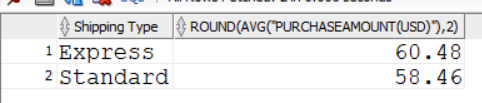 Shipping Type ROUND(AVG("PURCHASEAMOUNT(USD)"),2)
1 Express 60.48
2 Standard 58.46